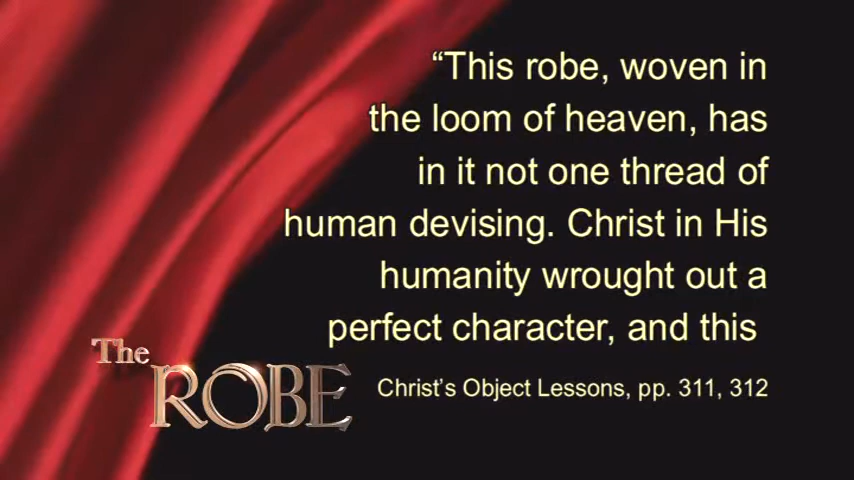 “This robe, woven in
the loom of heaven, has
in it not one thread of
human devising. Christ in His
humanity wrought out a
perfect character, and this
Christ’s Object Lessons, pp. 311, 312
The
ROBE